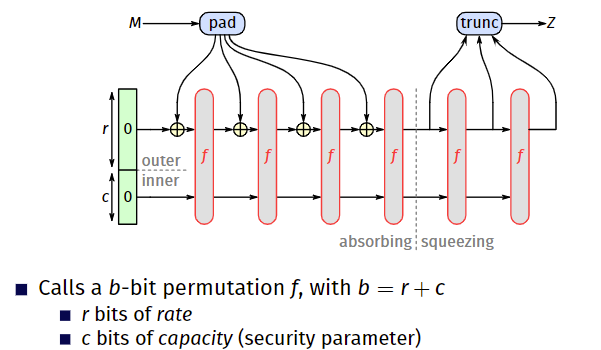 M pad trunc Z
r 0
f f f f f f
outer
inner
c 0
absorbing squeezing
Calls a b-bit permutation f, with b = r + c
r bits of rate
c bits of capacity (security parameter)